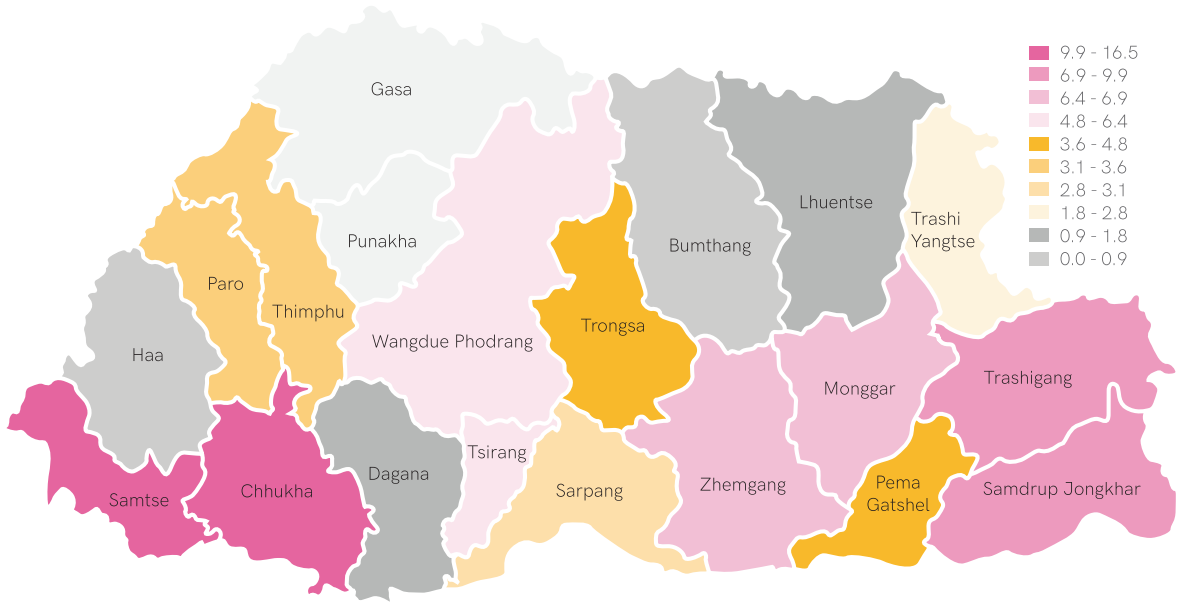 Gasa
9.9 - 16.5
6.9 - 9.9
6.4 - 6.9
4.8 - 6.4
3.6 - 4.8
3.1 - 3.6
2.8 - 3.1
1.8 - 2.8
0.9 - 1.8
0.0 - 0.9
Lhuentse
Trashi
Yangtse
Punakha
Bumthang
Paro
Thimphu
Trongsa
Wangdue Phodrang
Haa
Trashigang
Monggar
Tsirang
Dagana
Zhemgang
Pema
Gatshel
Samdrup Jongkhar
Chhukha
Sarpang
Samtse